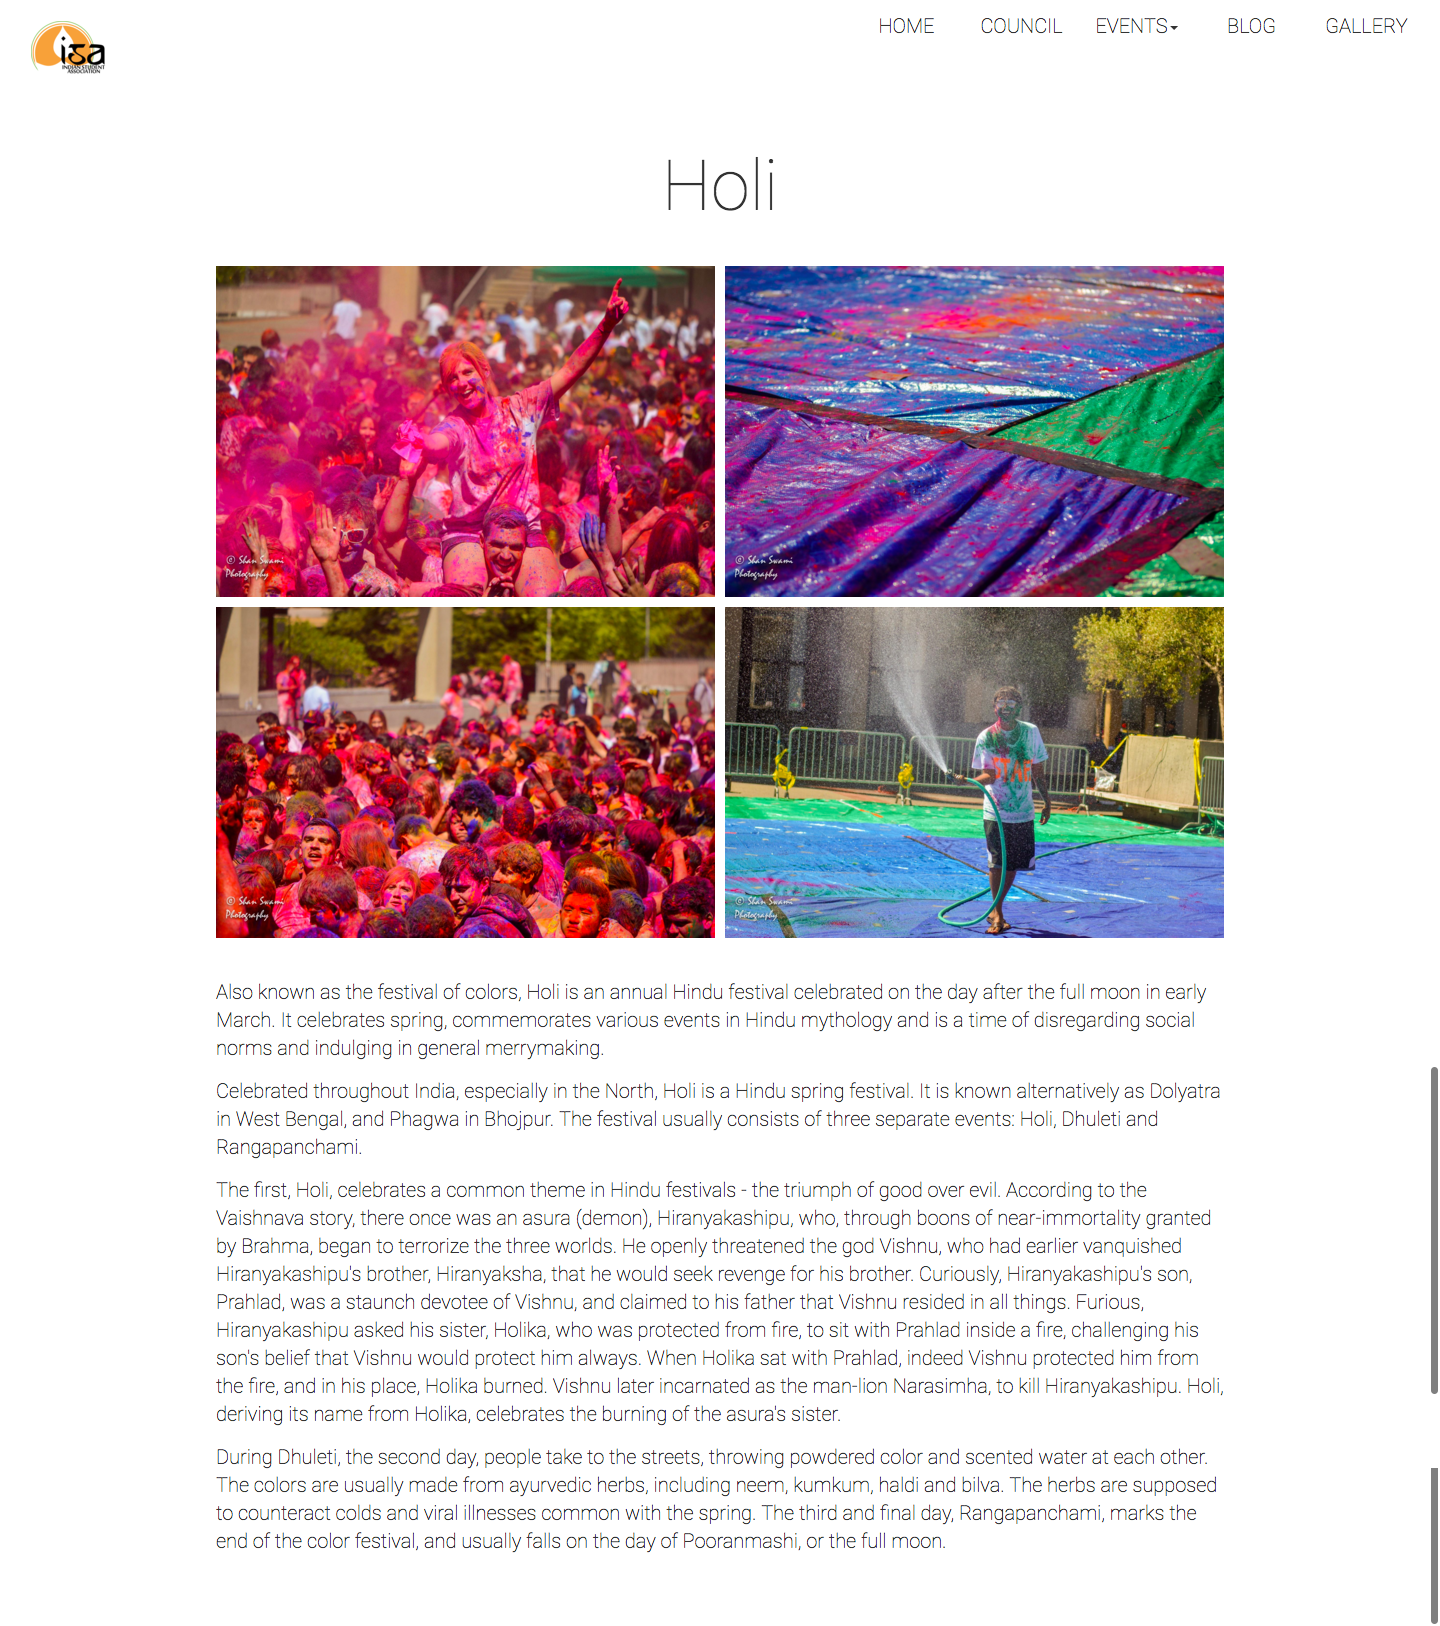 isa
INDIAN STUDENT
ASSOCIATION
HOME COUNCIL EVENTS BLOG GALLERY
Holi
© Shan Swami
Photography
© Shan Swami
Photography
© Shan Swami
Photography
© Shan Swami
Photography
Also known as the festival of colors, Holi is an annual Hindu festival celebrated on the day after the full moon in early
March. It celebrates spring, commemorates various events in Hindu mythology and is a time of disregarding social
norms and indulging in general merrymaking.
Celebrated throughout India, especially in the North, Holi is a Hindu spring festival. It is known alternatively as Dolyatra
in West Bengal, and Phagwa in Bhojpur. The festival usually consists of three separate events: Holi, Dhuleti and
Rangapanchami.
The first, Holi, celebrates a common theme in Hindu festivals - the triumph of good over evil. According to the
Vaishnava story, there once was an asura (demon), Hiranyakashipu, who, through boons of near-immortality granted
by Brahma, began to terrorize the three worlds. He openly threatened the god Vishnu, who had earlier vanquished
Hiranyakashipu's brother, Hiranyaksha, that he would seek revenge for his brother. Curiously, Hiranyakashipu's son,
Prahlad, was a staunch devotee of Vishnu, and claimed to his father that Vishnu resided in all things. Furious,
Hiranyakashipu asked his sister, Holika, who was protected from fire, to sit with Prahlad inside a fire, challenging his
son's belief that Vishnu would protect him always. When Holika sat with Prahlad, indeed Vishnu protected him from
the fire, and in his place, Holika burned. Vishnu later incarnated as the man-lion Narasimha, to kill Hiranyakashipu. Holi,
deriving its name from Holika, celebrates the burning of the asura's sister.
During Dhuleti, the second day, people take to the streets, throwing powdered color and scented water at each other.
The colors are usually made from ayurvedic herbs, including neem, kumkum, haldi and bilva. The herbs are supposed
to counteract colds and viral illnesses common with the spring. The third and final day, Rangapanchami, marks the
end of the color festival, and usually falls on the day of Pooranmashi, or the full moon.